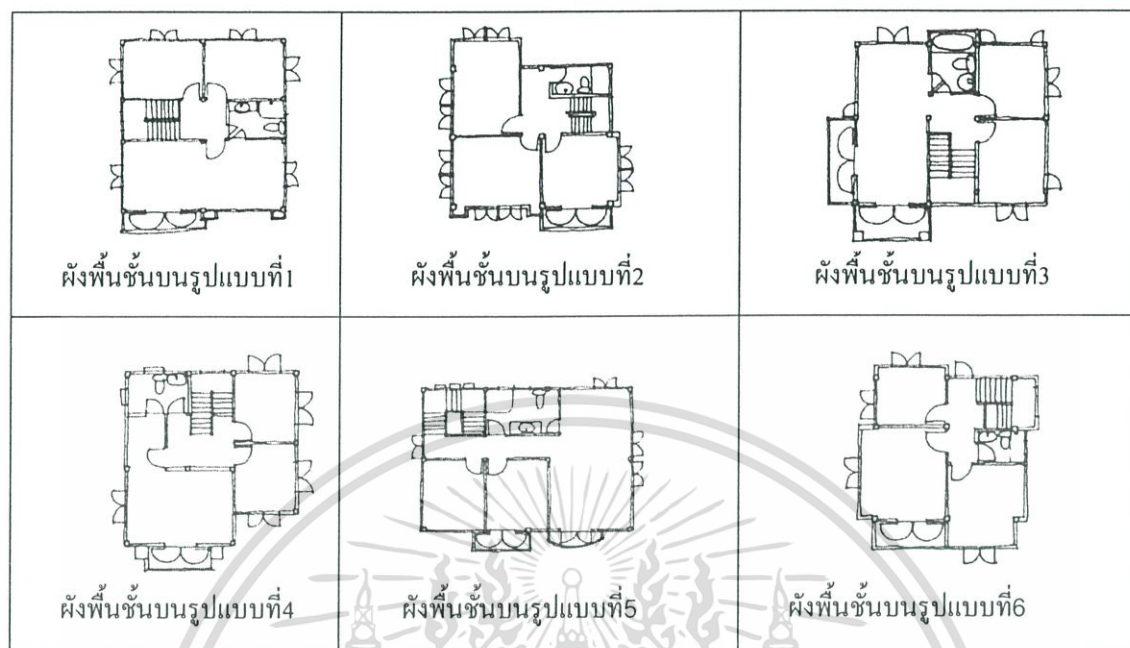 ผังพื้นชั้นบนรูปแบบที่1
ผังพื้นชั้นบนรูปแบบที่2
ผังพื้นชั้นบนรูปแบบที่3
ผังพื้นชั้นบนรูปแบบที่4
ผังพื้นชั้นบนรูปแบบที่5
ผังพื้นชั้นบนรูปแบบที่6